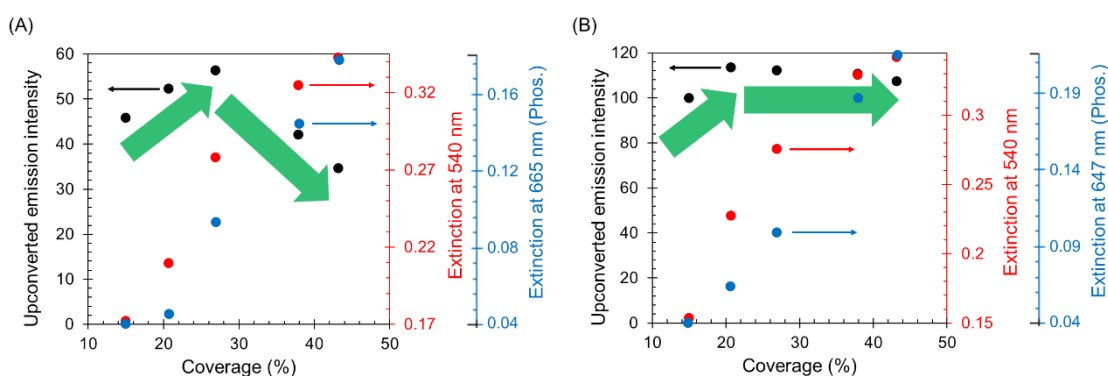 (A)
60
50
40
30
20
10
0
Upconverted emission intensity
10 20 30 40 50
Coverage (%)
0.32
0.27
0.22
0.17
Extinction at 540 nm
0.16
0.12
0.08
0.04
Extinction at 665 nm (Phos.)
(B)
120
100
80
60
40
20
0
Upconverted emission intensity
10 20 30 40 50
Coverage (%)
0.3
0.25
0.2
0.15
Extinction at 540 nm
0.19
0.14
0.09
0.04
Extinction at 647 nm (Phos.)